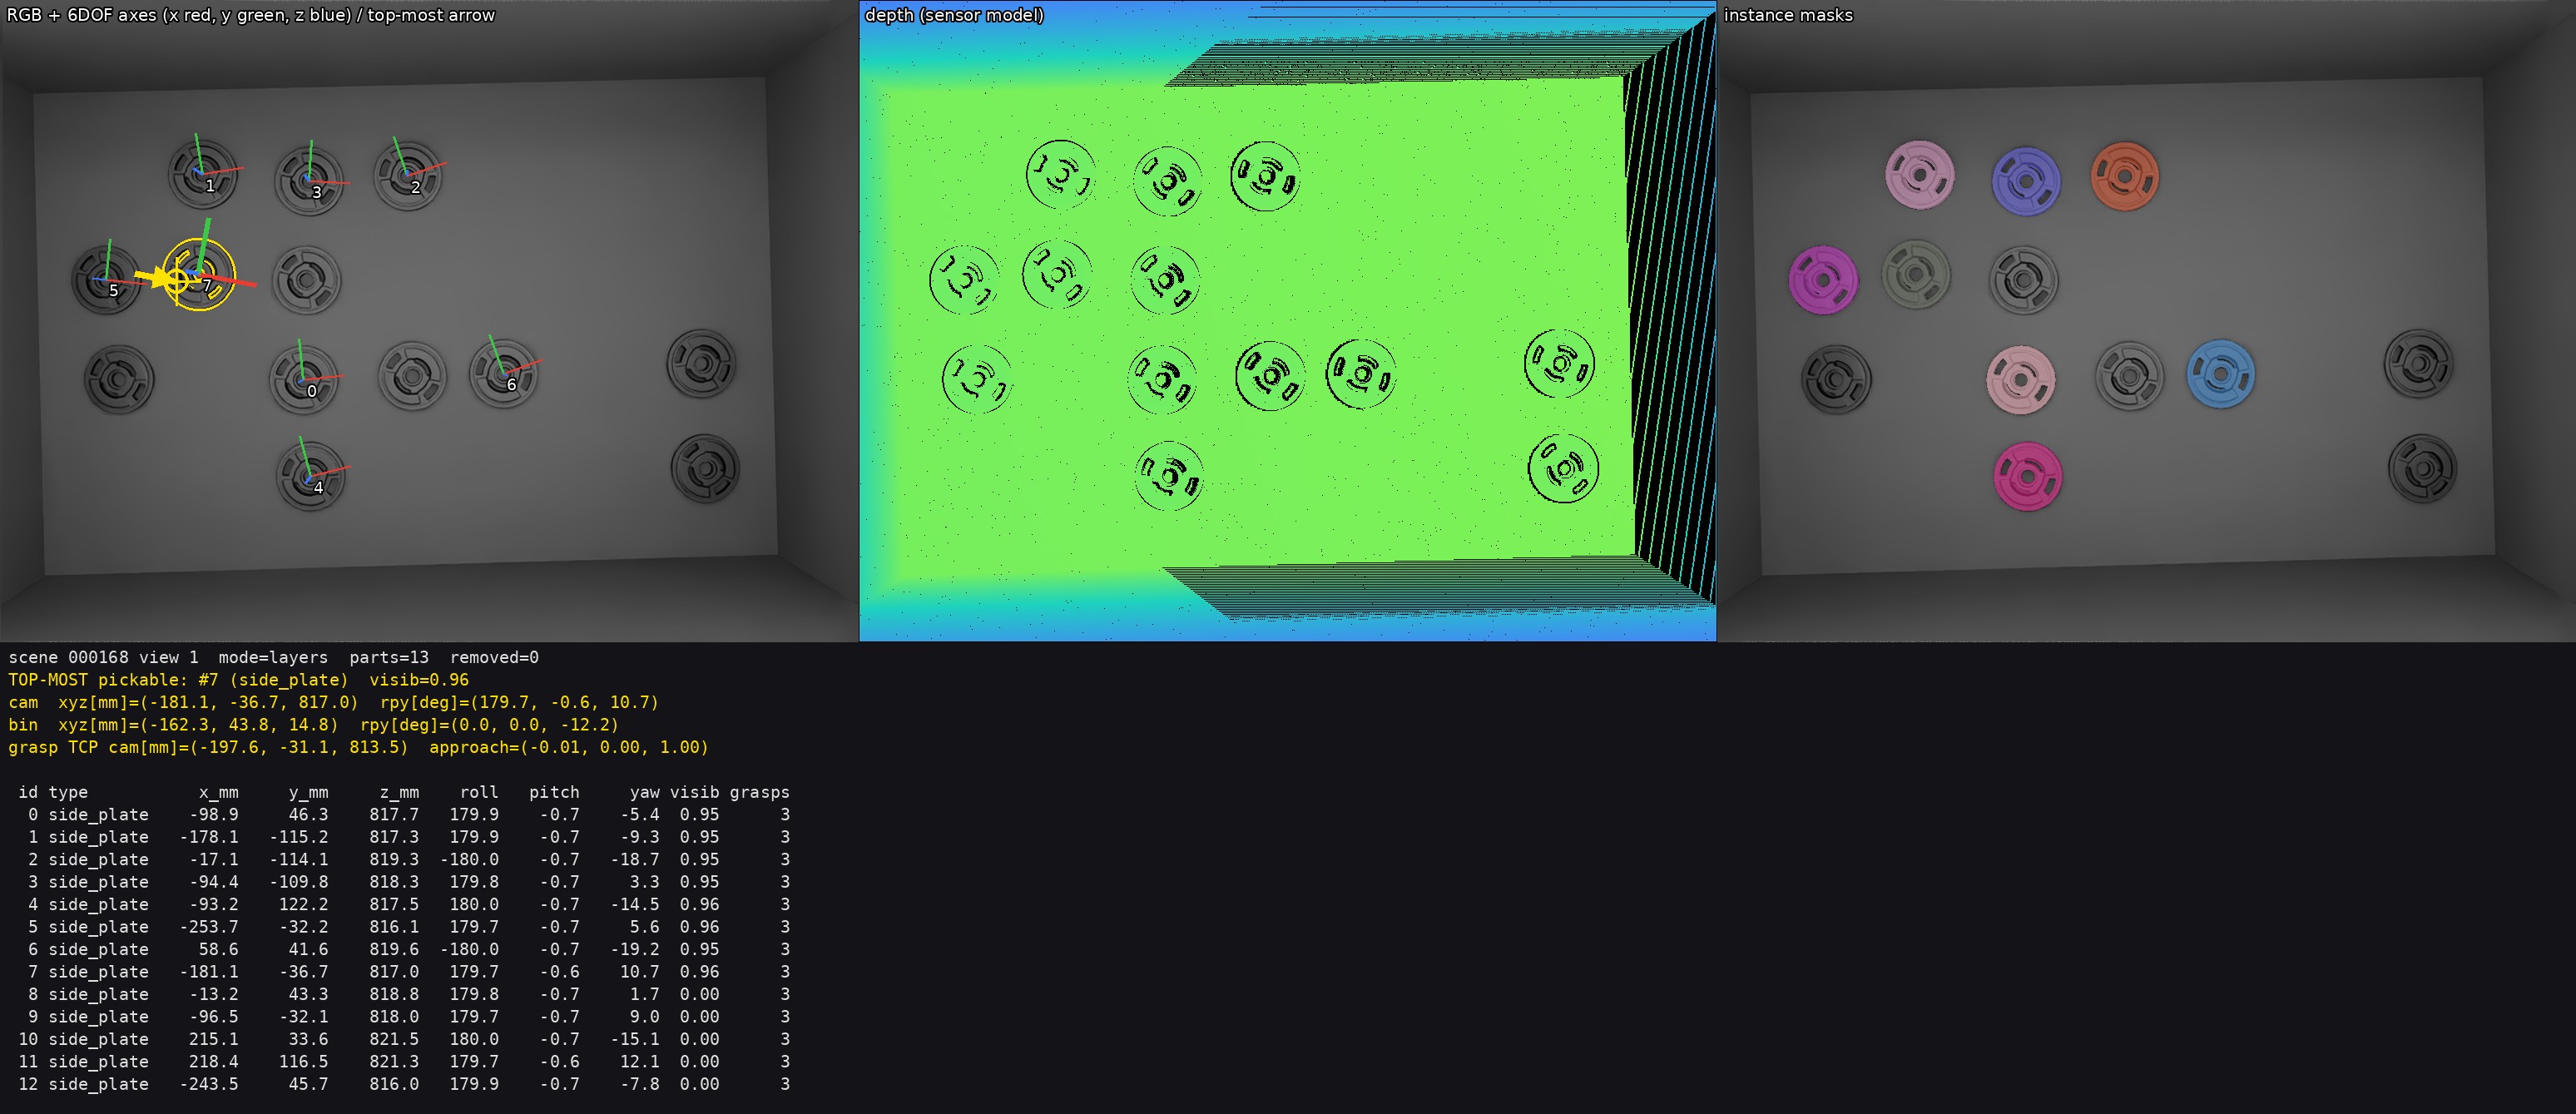 RGB + 6DOF axes (x red, y green, z blue) / top-most arrow
depth (sensor model)
instance masks
1
3
2
5
7
0
6
4
scene 000168 view 1  mode=layers  parts=13  removed=0
TOP-MOST pickable: #7 (side_plate)  visib=0.96
cam  xyz[mm]=(-181.1, -36.7, 817.0)  rpy[deg]=(179.7, -0.6, 10.7)
bin  xyz[mm]=(-162.3, 43.8, 14.8)  rpy[deg]=(0.0, 0.0, -12.2)
grasp TCP cam[mm]=(-197.6, -31.1, 813.5)  approach=(-0.01, 0.00, 1.00)
id type x_mm y_mm z_mm roll pitch yaw visib grasps
0 side_plate -98.9 46.3 817.7 179.9 -0.7 -5.4 0.95 3
1 side_plate -178.1 -115.2 817.3 179.9 -0.7 -9.3 0.95 3
2 side_plate -17.1 -114.1 819.3 -180.0 -0.7 -18.7 0.95 3
3 side_plate -94.4 -109.8 818.3 179.8 -0.7 3.3 0.95 3
4 side_plate -93.2 122.2 817.5 180.0 -0.7 -14.5 0.96 3
5 side_plate -253.7 -32.2 816.1 179.7 -0.7 5.6 0.96 3
6 side_plate 58.6 41.6 819.6 -180.0 -0.7 -19.2 0.95 3
7 side_plate -181.1 -36.7 817.0 179.7 -0.6 10.7 0.96 3
8 side_plate -13.2 43.3 818.8 179.8 -0.7 1.7 0.00 3
9 side_plate -96.5 -32.1 818.0 179.7 -0.7 9.0 0.00 3
10 side_plate 215.1 33.6 821.5 180.0 -0.7 -15.1 0.00 3
11 side_plate 218.4 116.5 821.3 179.7 -0.6 12.1 0.00 3
12 side_plate -243.5 45.7 816.0 179.9 -0.7 -7.8 0.00 3